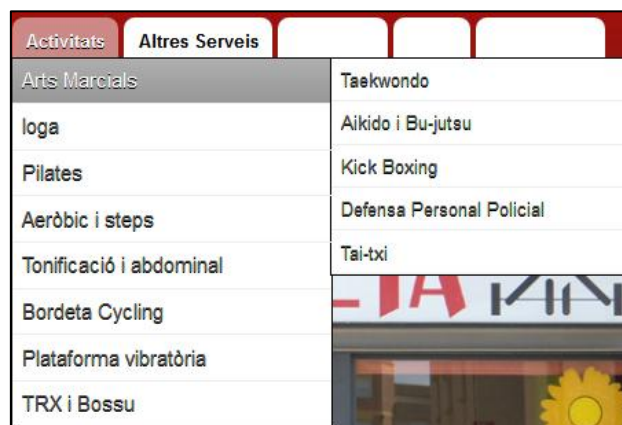 Activitats
Altres Serveis
Arts Marcials
Ioga
Pilates
Aeròbic i steps
Tonificació i abdominal
Bordeta Cycling
Plataforma vibratòria
TRX i Bossu
Taekwondo
Aikido i Bu-jutsu
Kick Boxing
Defensa Personal Policial
Tai-txi